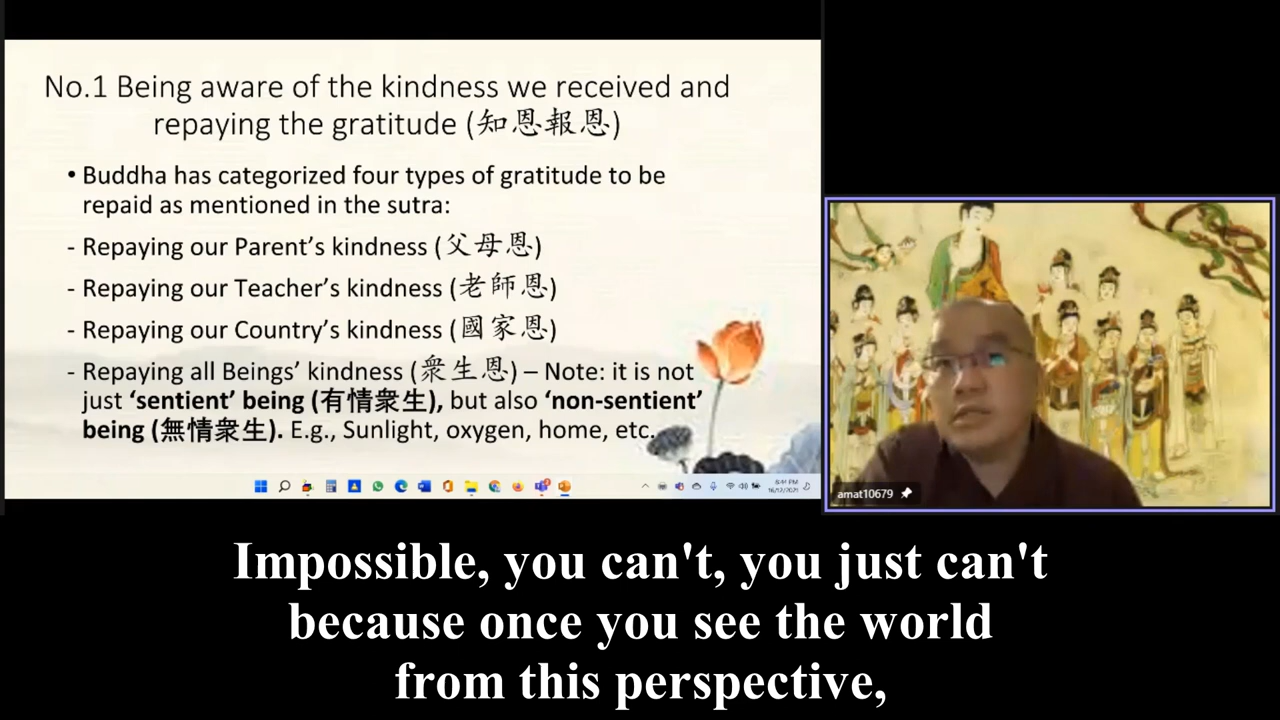 No.1 Being aware of the kindness we received and
repaying the gratitude (知恩報恩)
• Buddha has categorized four types of gratitude to be
repaid as mentioned in the sutra:
- Repaying our Parent’s kindness (父母恩)
- Repaying our Teacher’s kindness (老師恩)
- Repaying our Country’s kindness (國家恩)
- Repaying all Beings’ kindness (衆生恩) – Note: it is not
just ‘sentient’ being (有情衆生), but also ‘non-sentient’
being (無情衆生). E.g., Sunlight, oxygen, home, etc.
amat10679
Impossible, you can't, you just can't
because once you see the world
from this perspective,